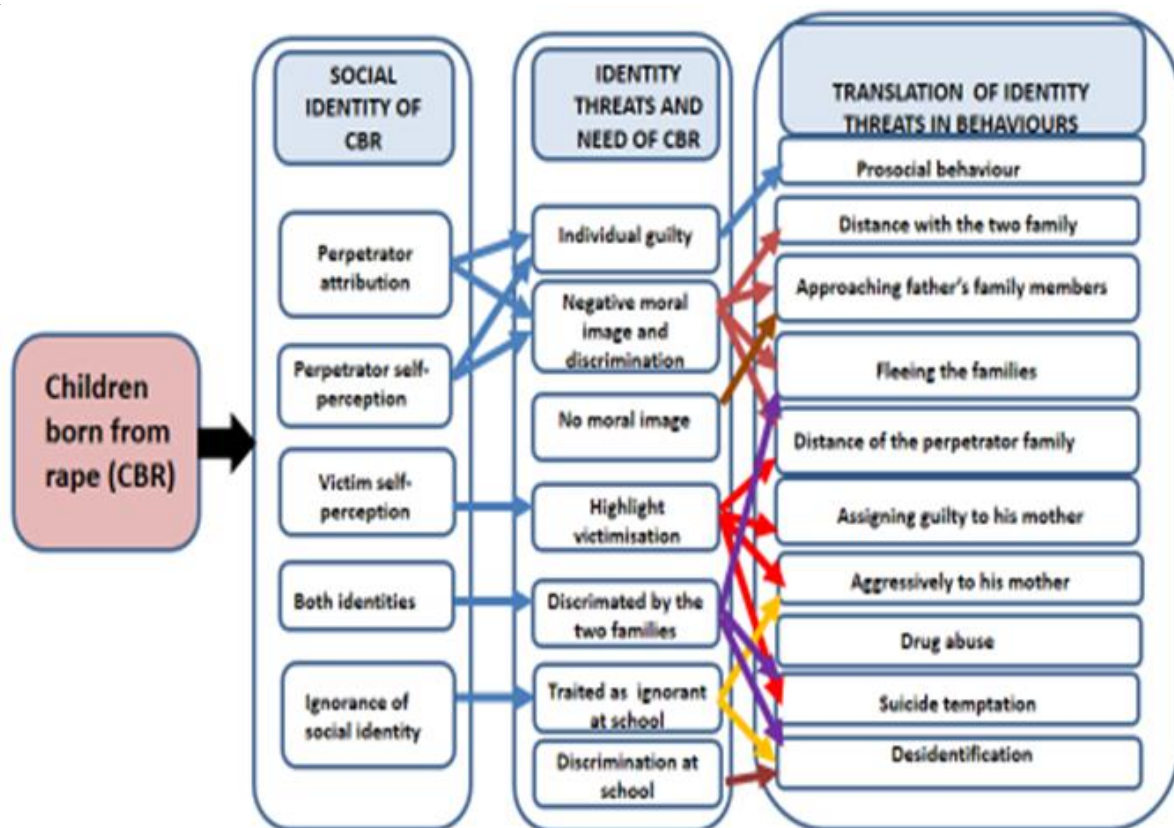 SOCIAL
IDENTITY OF
CBR
IDENTITY
THREATS AND
NEED OF CBR
TRANSLATION OF IDENTITY
THREATS IN BEHAVIOURS
Children
born from
rape (CBR)
Perpetrator
attribution
Perpetrator self-
perception
Victim self-
perception
Both identities
Ignorance of
social identity
Individual guilty
Negative moral
image and
discrimination
No moral image
Highlight
victimisation
Discrimated by the
two families
Traited as ignorant
at school
Discrimination at
school
Prosocial behaviour
Distance with the two family
Approaching father's family members
Fleeing the families
Distance of the perpetrator family
Assigning guilty to his mother
Aggressively to his mother
Drug abuse
Suicide temptation
Desidentification